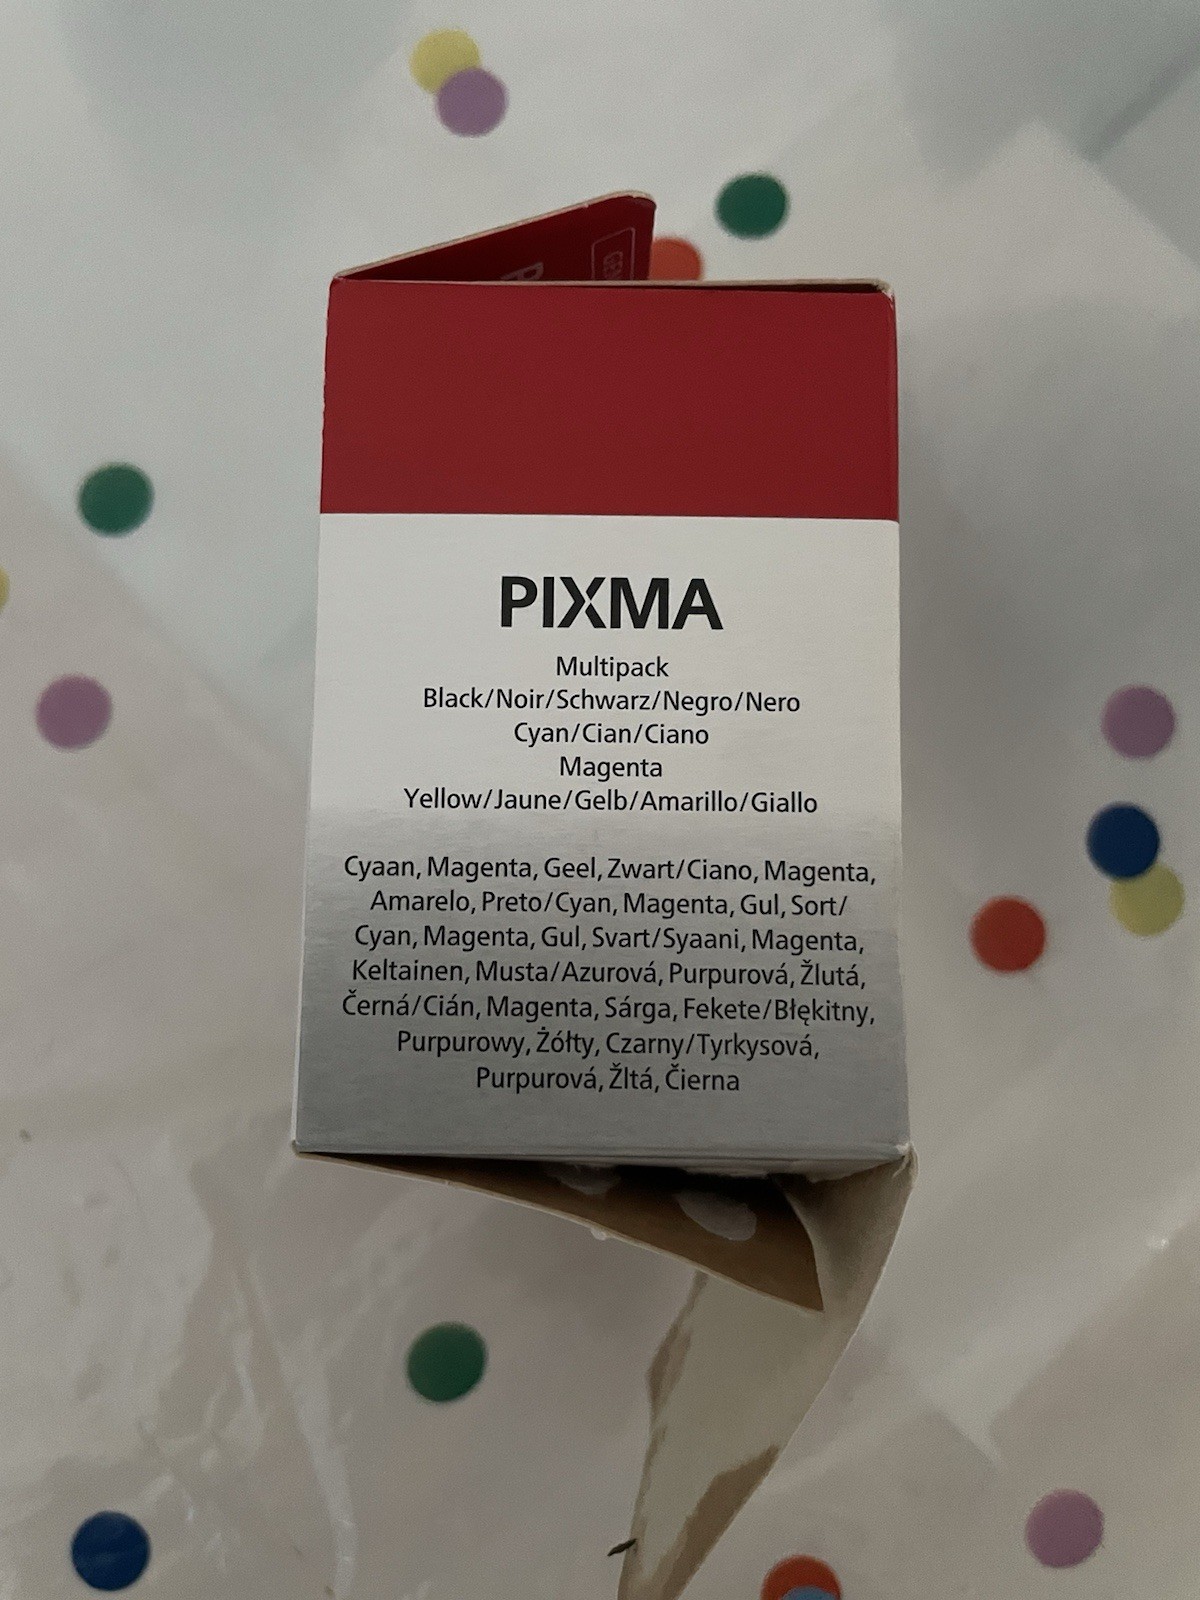 PIXMA
Multipack
Black/Noir/Schwarz/Negro/Nero
Cyan/Cian/Ciano
Magenta
Yellow/Jaune/Gelb/Amarillo/Giallo
Cyaan, Magenta, Geel, Zwart/Ciano, Magenta,
Amarelo, Preto/Cyan, Magenta, Gul, Sort/
Cyan, Magenta, Gul, Svart/Syaani, Magenta,
Keltainen, Musta/Azurová, Purpurová, Žlutá,
Černá/Cián, Magenta, Sárga, Fekete/Błękitny,
Purpurowy, Żółty, Czarny/Tyrkysová,
Purpurová, Žltá, Čierna